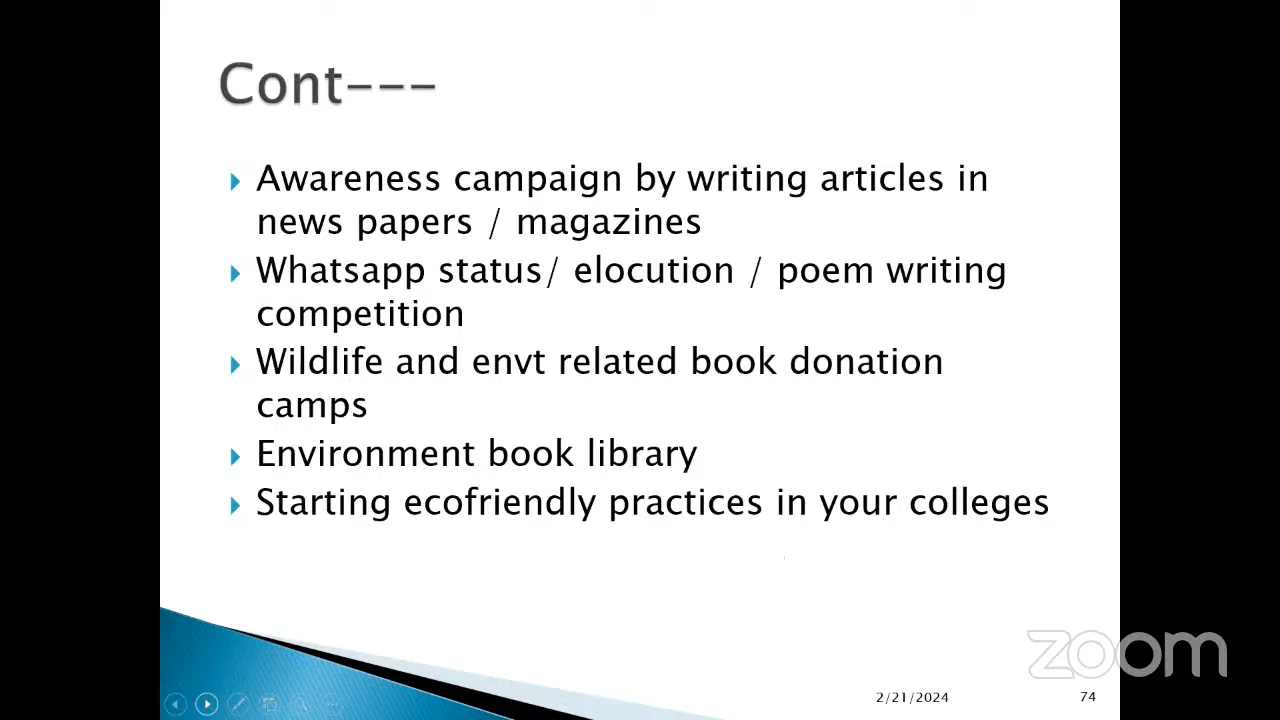 Cont---
Awareness campaign by writing articles in
news papers / magazines
Whatsapp status/ elocution / poem writing
competition
Wildlife and envt related book donation
camps
Environment book library
Starting ecofriendly practices in your colleges
zoom
2/21/2024
74